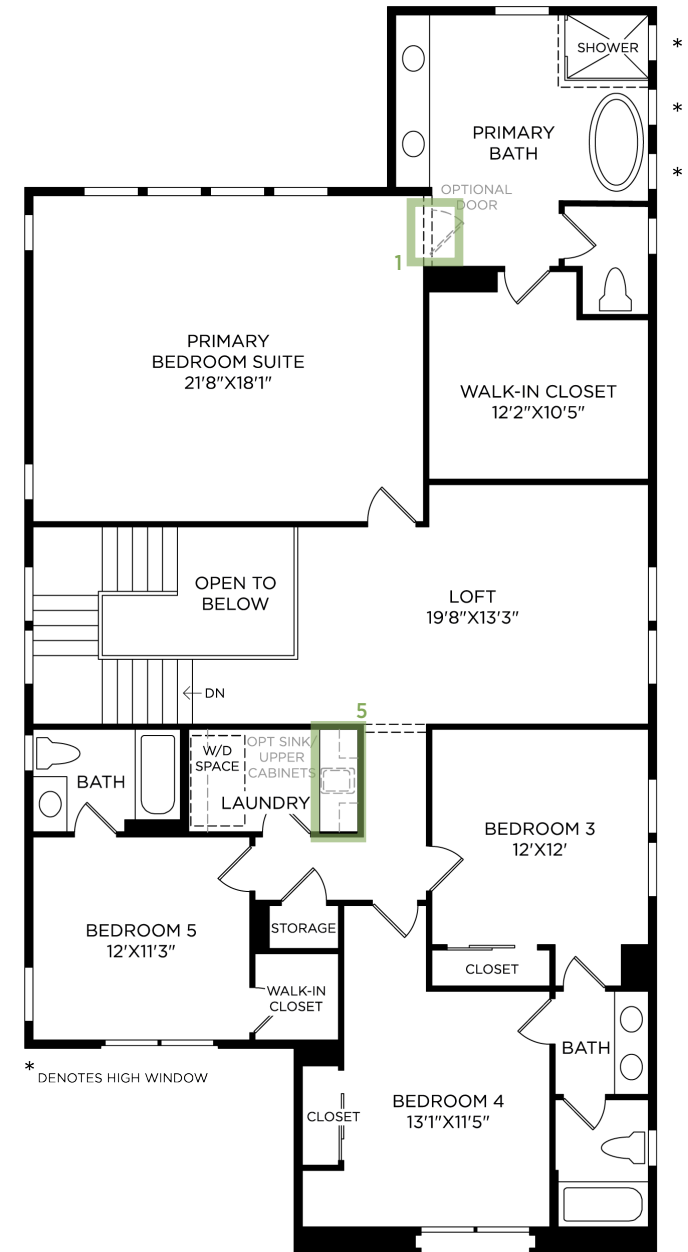 SHOWER
*
*
*
PRIMARY
BATH
OPTIONAL
DOOR
1
PRIMARY
BEDROOM SUITE
21'8"X18'1"
WALK-IN CLOSET
12'2"X10'5"
OPEN TO
BELOW
LOFT
19'8"X13'3"
DN
5
BATH
W/D
SPACE
OPT SINK/
UPPER
CABINETS
LAUNDRY
BEDROOM 3
12'X12'
BEDROOM 5
12'X11'3"
STORAGE
CLOSET
WALK-IN
CLOSET
BATH
* DENOTES HIGH WINDOW
CLOSET
BEDROOM 4
13'1"X11'5"